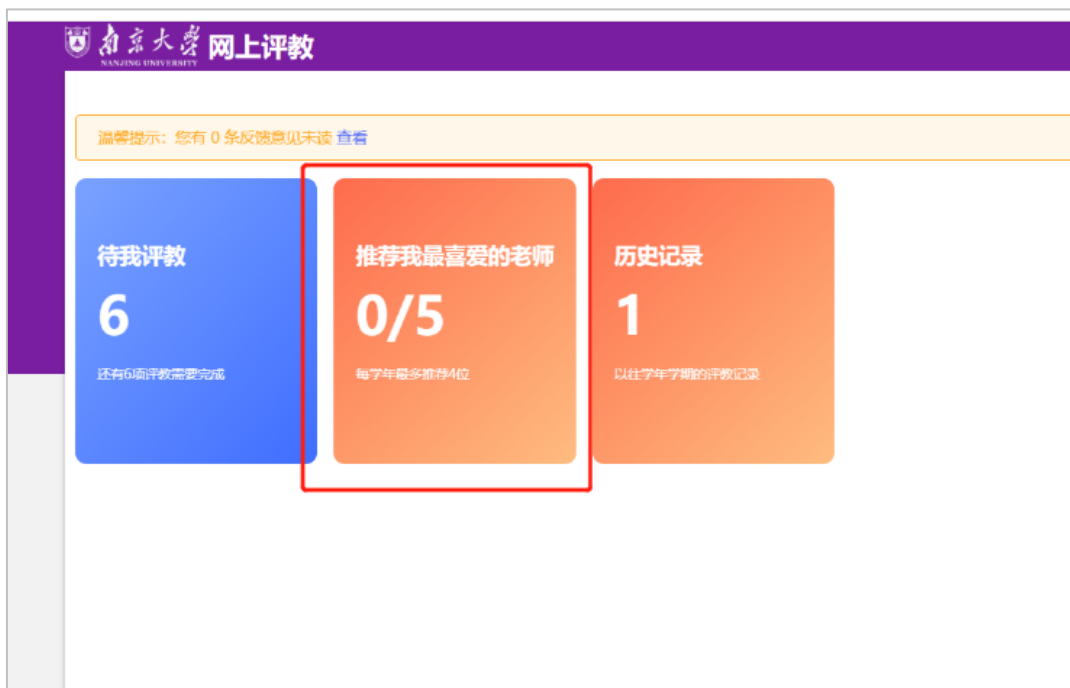 南京大學 网上评教
NANJING UNIVERSITY
温馨提示：您有 0 条反馈意见未读 查看
待我评教
6
还有6项评教需要完成
推荐我最喜爱的老师
0/5
每学年最多推荐4位
历史记录
1
以往学年学期的评教记录